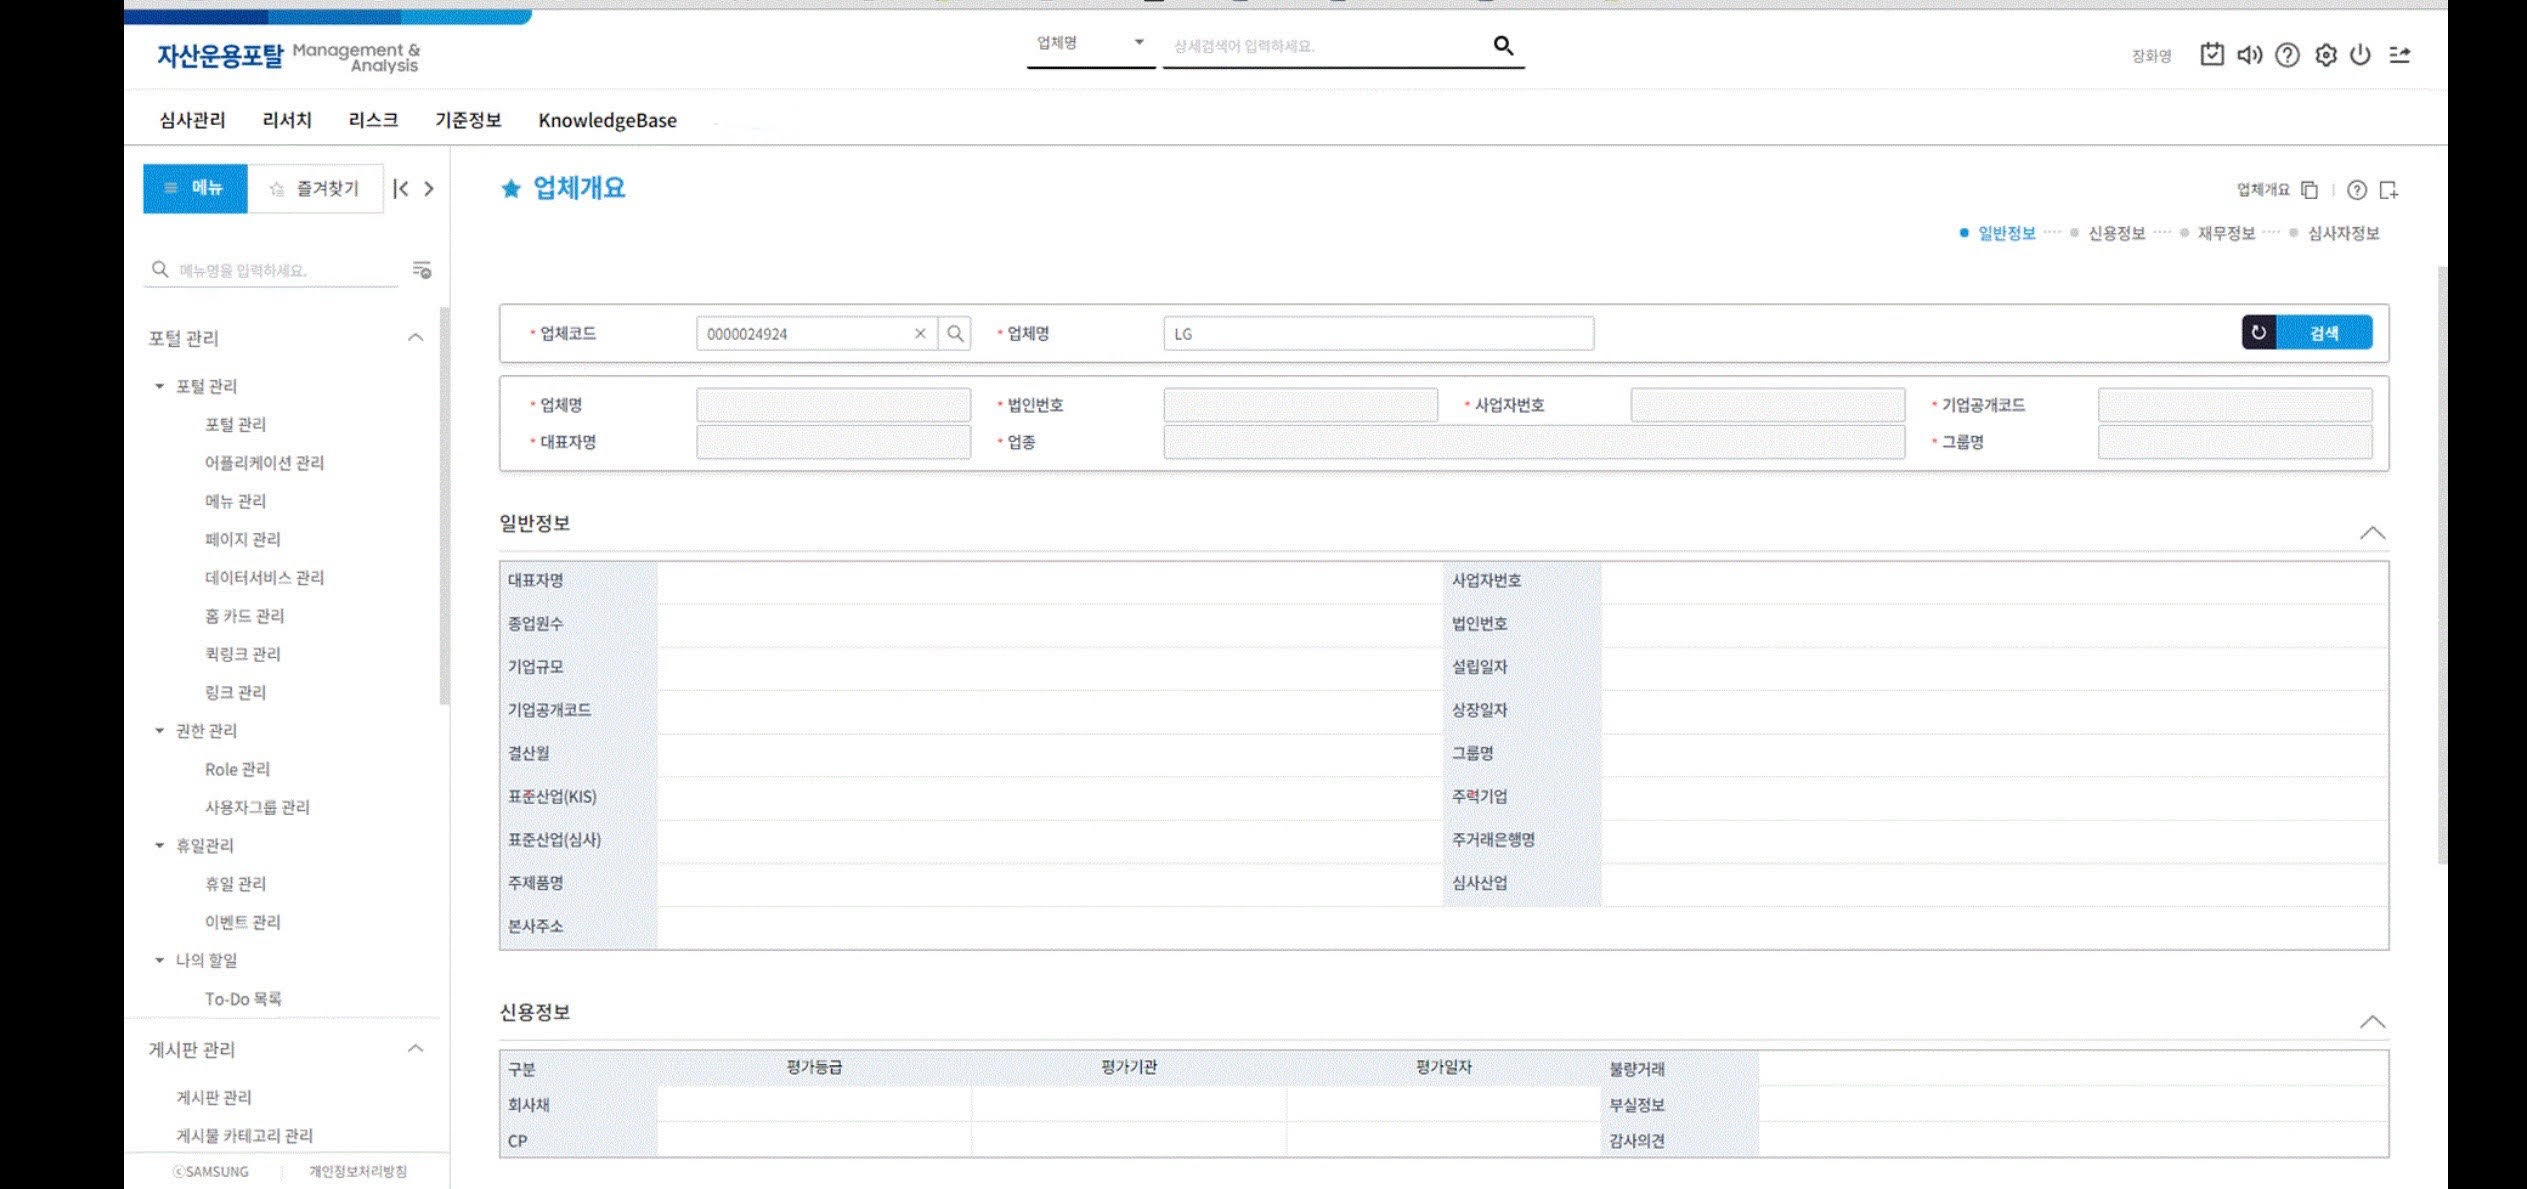 자산운용포탈 Management & Analysis
업체명 상세검색어 입력하세요.
장화영
심사관리 리서치 리스크 기준정보 KnowledgeBase
메뉴 즐겨찾기
메뉴명을 입력하세요.
포털 관리
포털 관리
포털 관리
어플리케이션 관리
메뉴 관리
페이지 관리
데이터서비스 관리
홈 카드 관리
퀵링크 관리
링크 관리
권한 관리
Role 관리
사용자그룹 관리
휴일관리
휴일 관리
이벤트 관리
나의 할일
To-Do 목록
게시판 관리
게시판 관리
게시물 카테고리 관리
ⓒSAMSUNG 개인정보처리방침
업체개요
업체개요
일반정보 신용정보 재무정보 심사자정보
* 업체코드 0000024924 * 업체명 LG 검색
* 업체명 * 법인번호 * 사업자번호 * 기업공개코드
* 대표자명 * 업종 * 그룹명
일반정보
대표자명 사업자번호
종업원수 법인번호
기업규모 설립일자
기업공개코드 상장일자
결산월 그룹명
표준산업(KIS) 주력기업
표준산업(심사) 주거래은행명
주제품명 심사산업
본사주소
신용정보
구분 평가등급 평가기관 평가일자 불량거래
회사채 부실정보
CP 감사의견